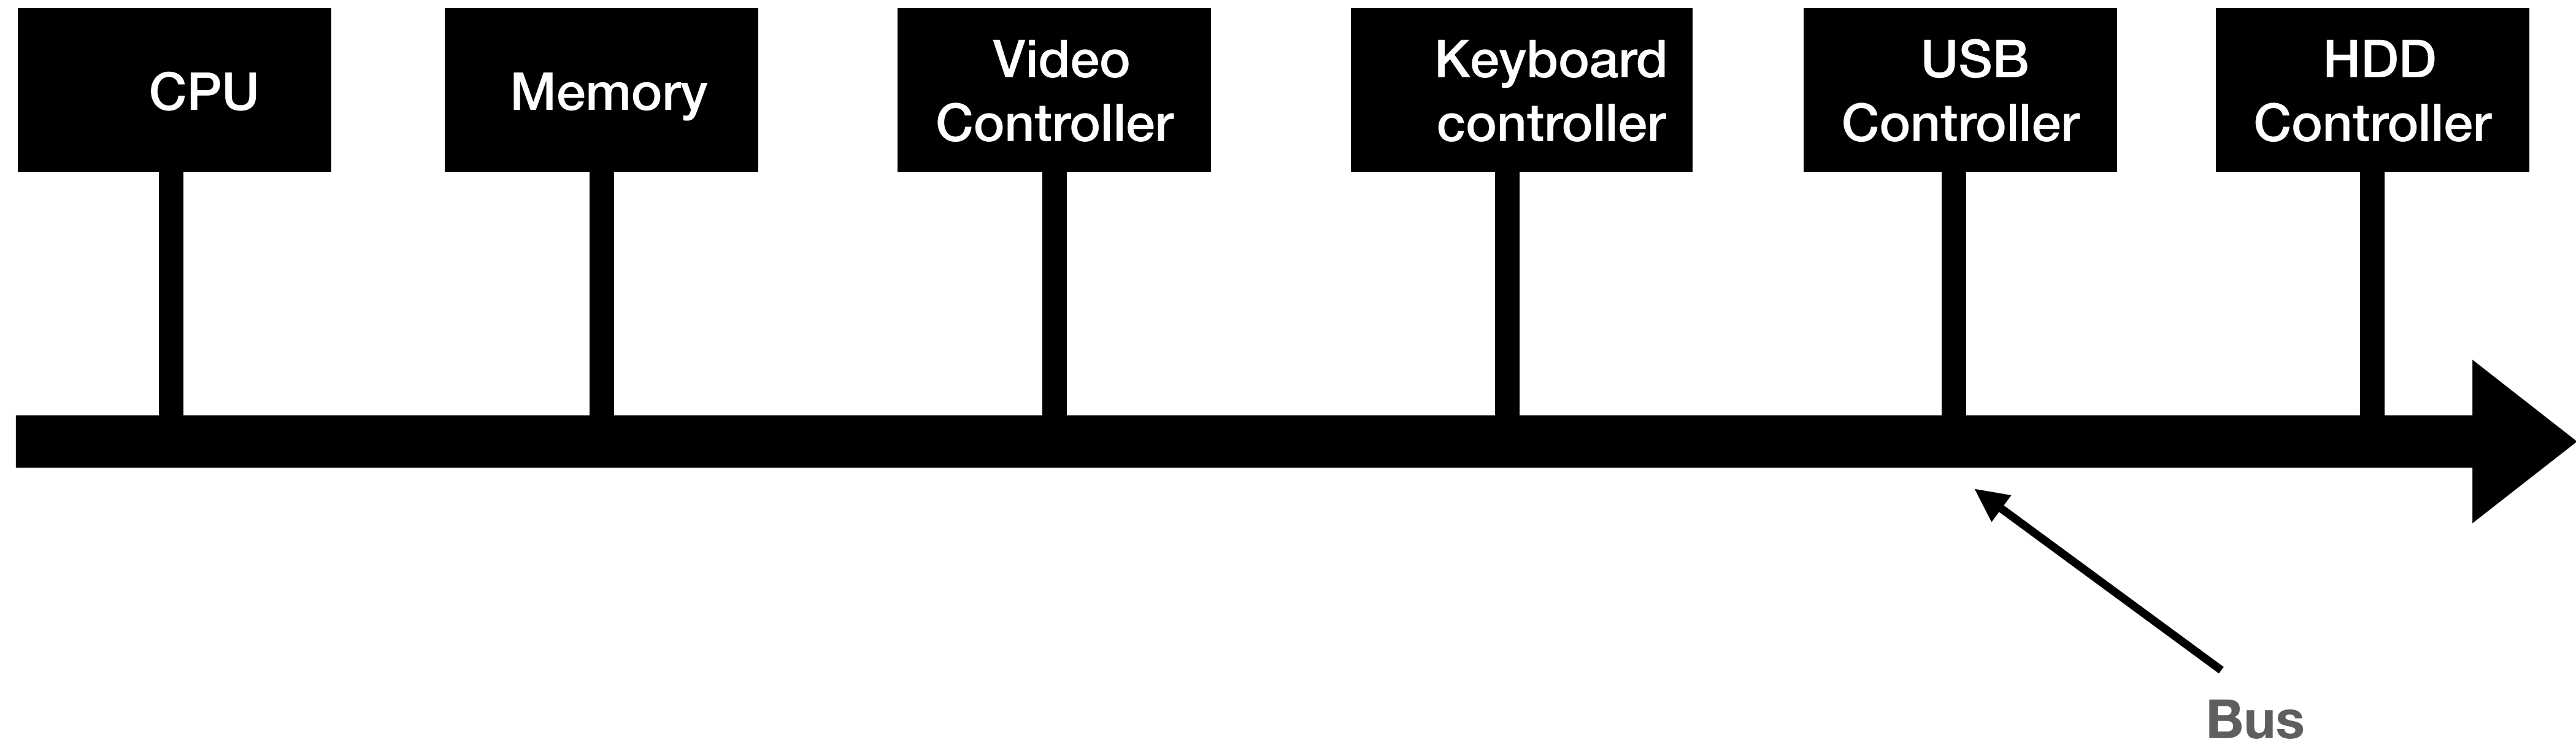 CPU
Memory
Video
Controller
Keyboard
controller
USB
Controller
HDD
Controller
Bus